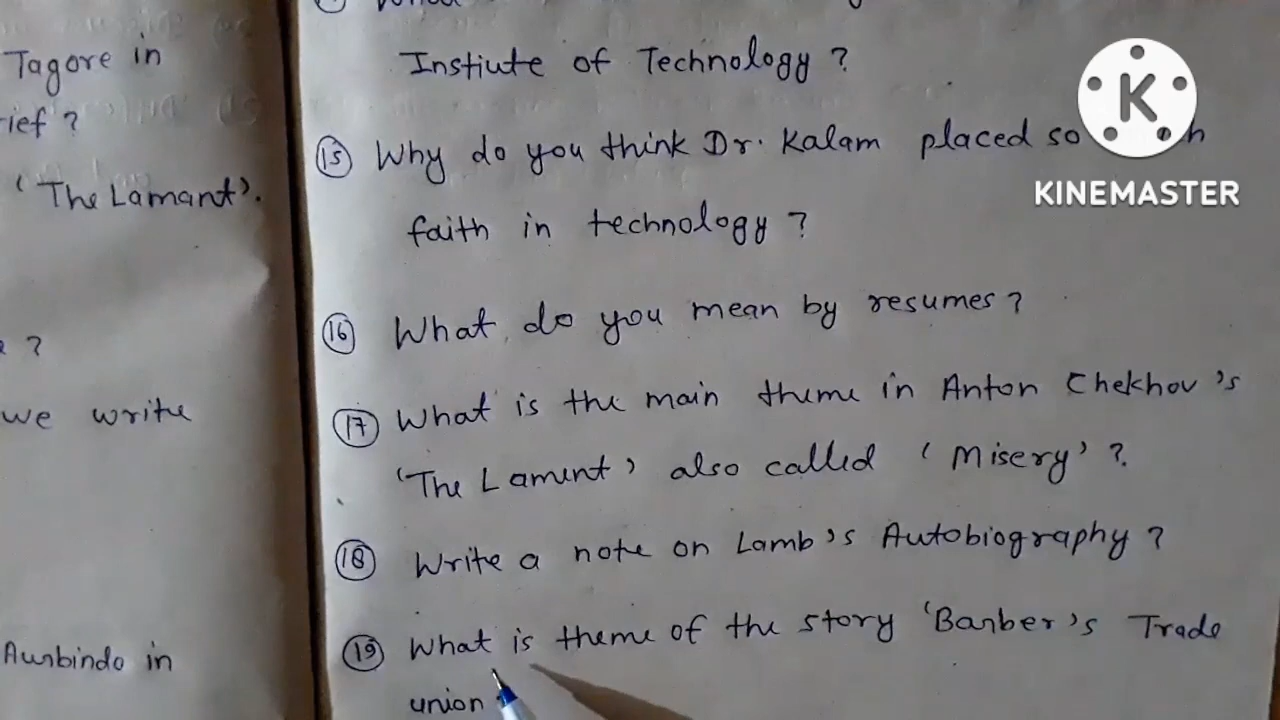 Tagore in
rief ?
'The Lamant'.
?
we write
Aurbindo in
Instiute of Technology ?
15 Why do you think Dr. Kalam placed so
faith in technology ?
16 What do you mean by resumes ?
17 What is the main theme in Anton Chekhov's
'The Lament' also called 'Misery' ?
18 Write a note on Lamb's Autobiography ?
19 What is theme of the story 'Barber's Trade
union
K
KINEMASTER